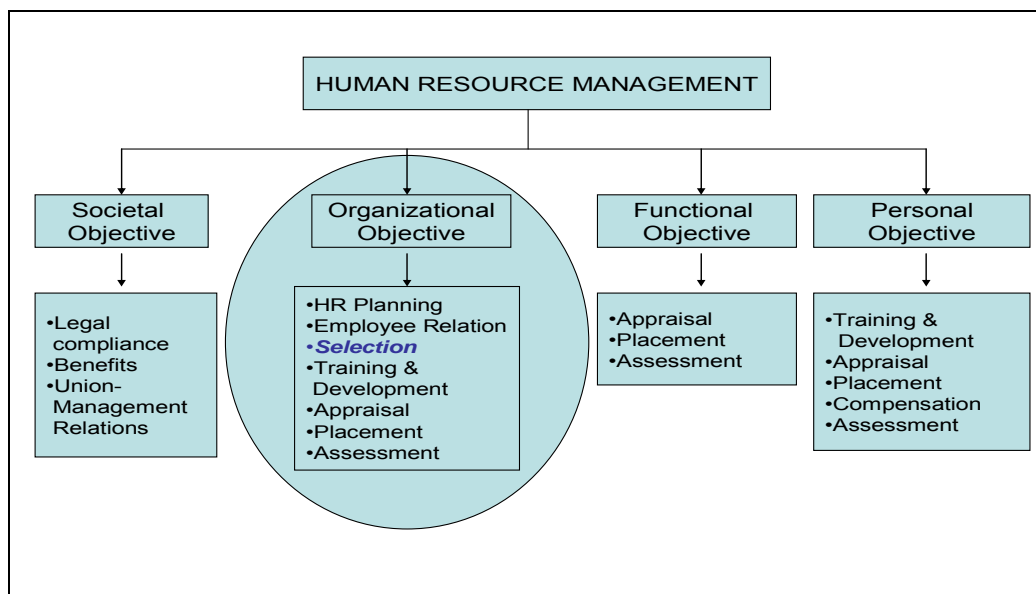 HUMAN RESOURCE MANAGEMENT
Societal
Objective
Organizational
Objective
Functional
Objective
Personal
Objective
•Legal
compliance
•Benefits
•Union-
Management
Relations
•HR Planning
•Employee Relation
•Selection
•Training &
Development
•Appraisal
•Placement
•Assessment
•Appraisal
•Placement
•Assessment
•Training &
Development
•Appraisal
•Placement
•Compensation
•Assessment